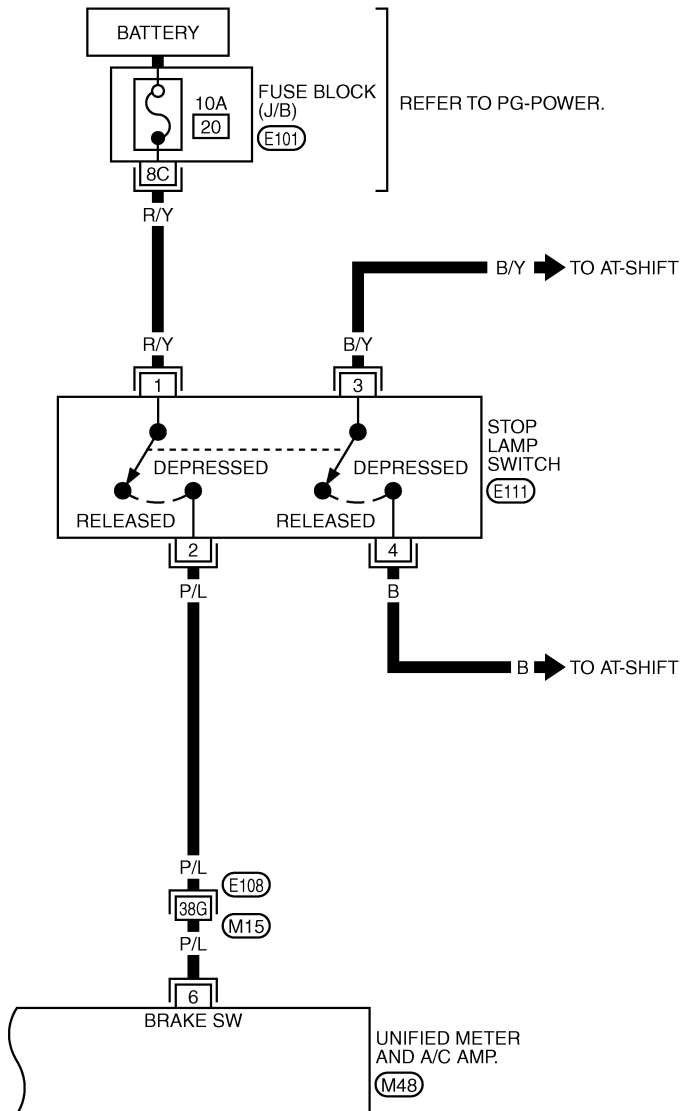 BATTERY
10A
20
FUSE BLOCK
(J/B)
E101
REFER TO PG-POWER.
8C
R/Y
B/Y
TO AT-SHIFT
R/Y
B/Y
1
3
DEPRESSED
DEPRESSED
RELEASED
RELEASED
STOP
LAMP
SWITCH
E111
2
4
P/L
B
B
TO AT-SHIFT
P/L
E108
38G
M15
P/L
6
BRAKE SW
UNIFIED METER
AND A/C AMP.
M48